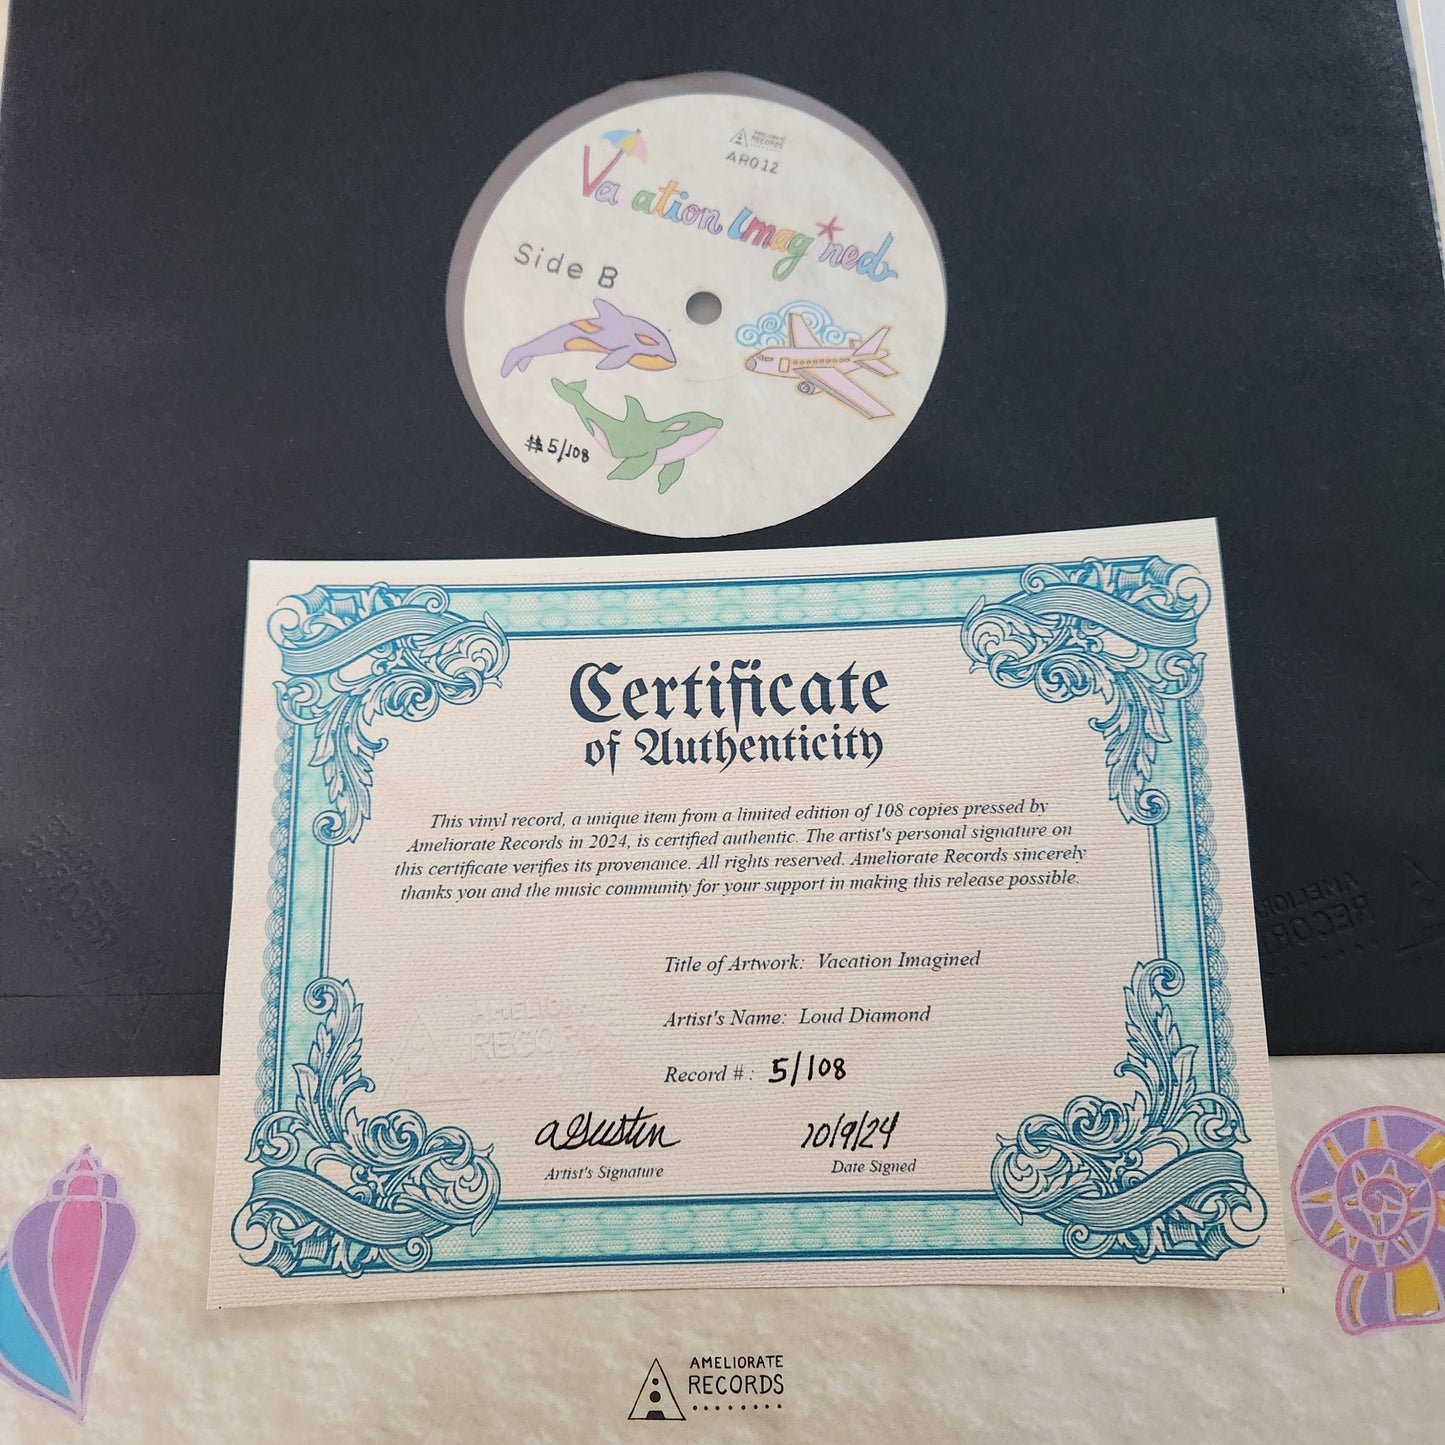 AMELIORATE
RECORDS
AR012
Vacation Imagined
Side B
#5/108
Certificate
of Authenticity
This vinyl record, a unique item from a limited edition of 108 copies pressed by
Ameliorate Records in 2024, is certified authentic. The artist's personal signature on
this certificate verifies its provenance. All rights reserved. Ameliorate Records sincerely
thanks you and the music community for your support in making this release possible.
Title of Artwork: Vacation Imagined
Artist's Name: Loud Diamond
AMELIORATE
RECORDS
Record #: 5/108
10/9/24
Artist's Signature
Date Signed
AMELIORATE
RECORDS